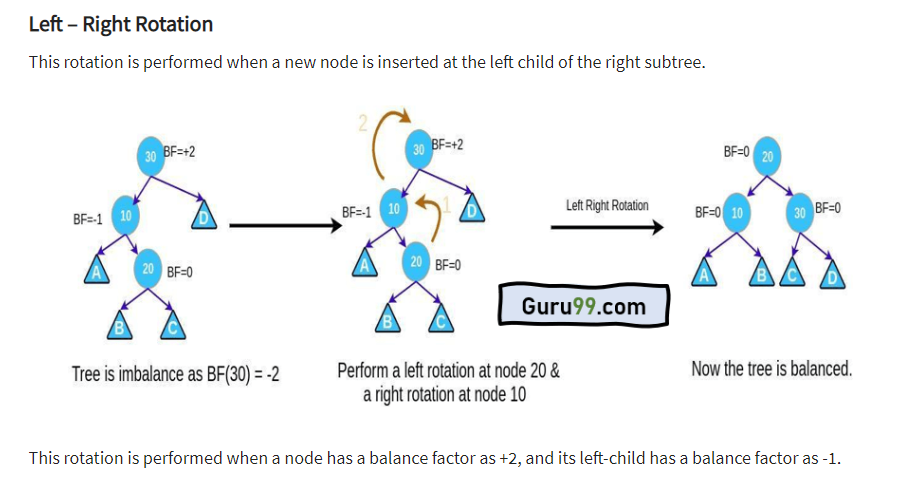 Left – Right Rotation
This rotation is performed when a new node is inserted at the left child of the right subtree.
30 BF=+2
BF=-1 10
D
A
20 BF=0
B
C
2
30 BF=+2
BF=-1 10
1
D
A
20 BF=0
B
C
Left Right Rotation
BF=0 20
BF=0 10
30 BF=0
A
B
C
D
Guru99.com
Tree is imbalance as BF(30) = -2
Perform a left rotation at node 20 &
a right rotation at node 10
Now the tree is balanced.
This rotation is performed when a node has a balance factor as +2, and its left-child has a balance factor as -1.